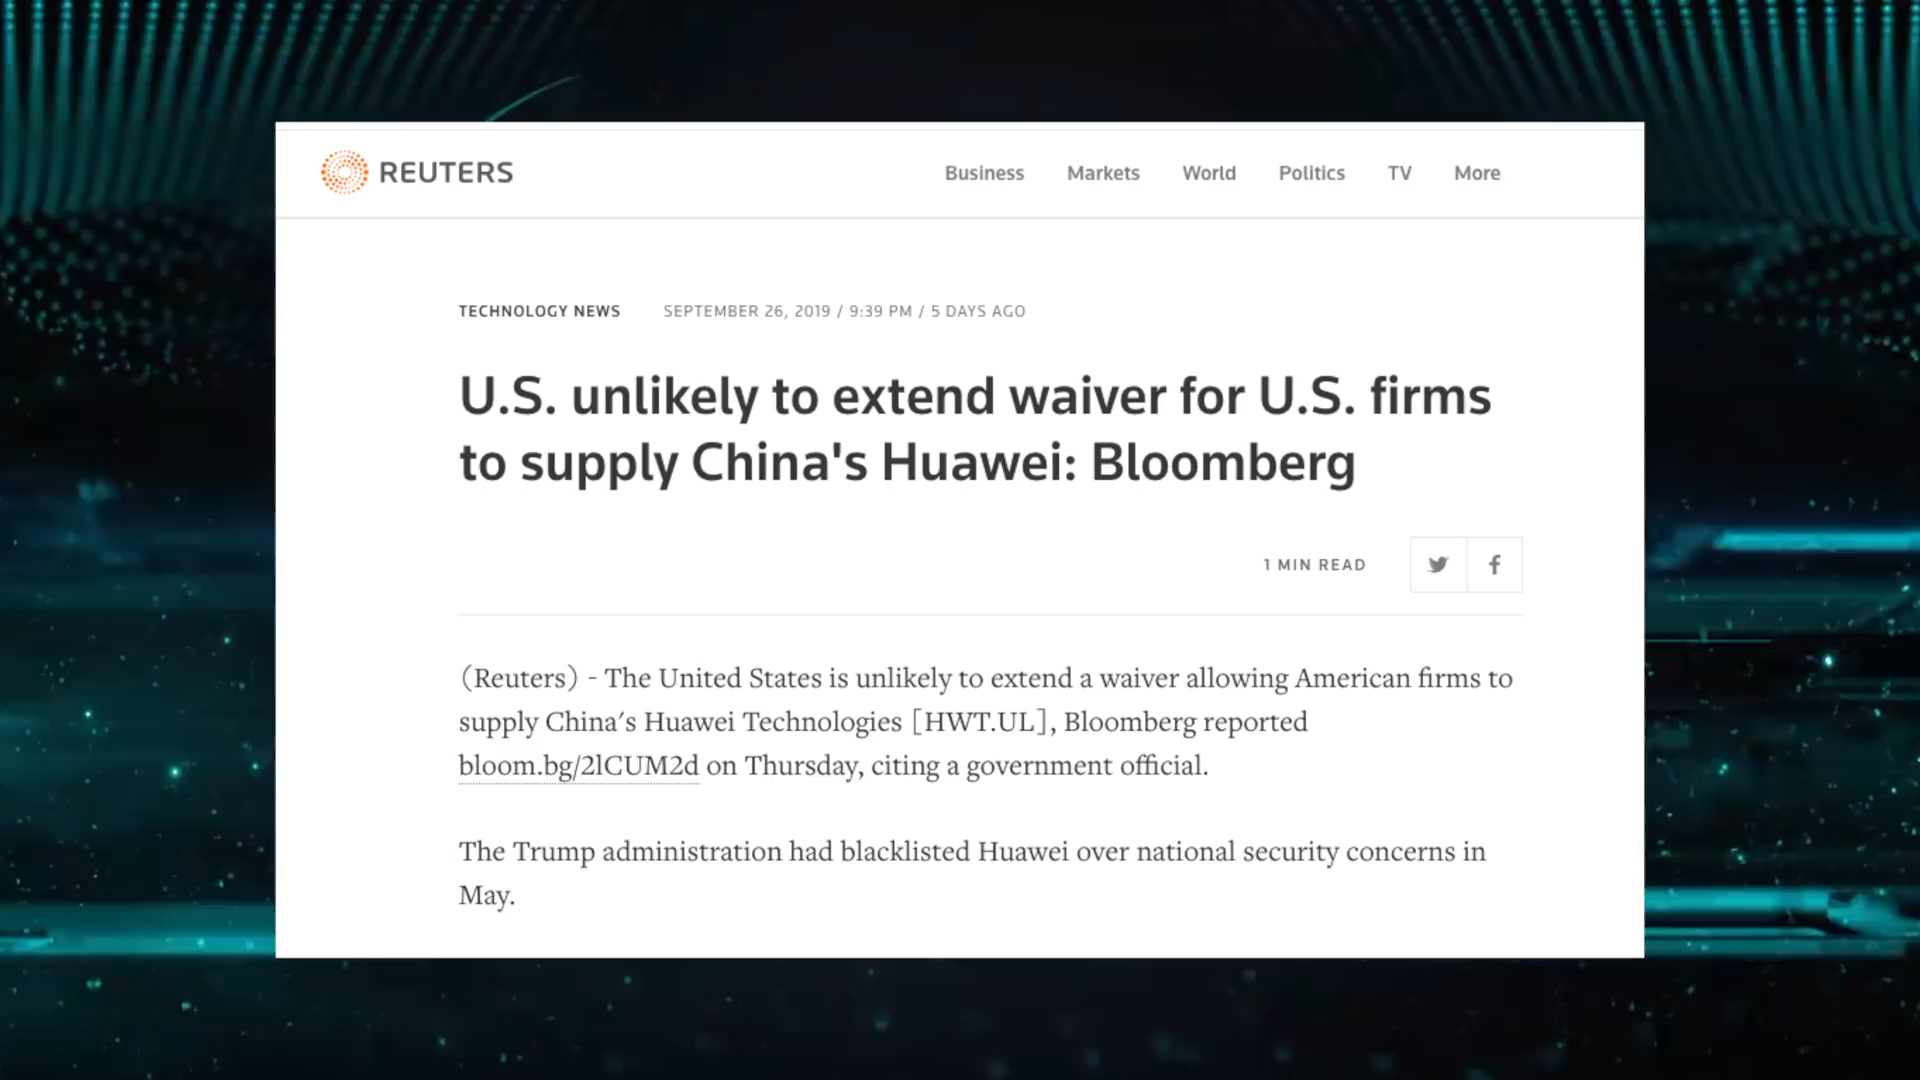 REUTERS
Business Markets World Politics TV More
TECHNOLOGY NEWS SEPTEMBER 26, 2019 / 9:39 PM / 5 DAYS AGO
U.S. unlikely to extend waiver for U.S. firms
to supply China's Huawei: Bloomberg
1 MIN READ
(Reuters) - The United States is unlikely to extend a waiver allowing American firms to
supply China's Huawei Technologies [HWT.UL], Bloomberg reported
bloom.bg/2lCUM2d on Thursday, citing a government official.
The Trump administration had blacklisted Huawei over national security concerns in
May.